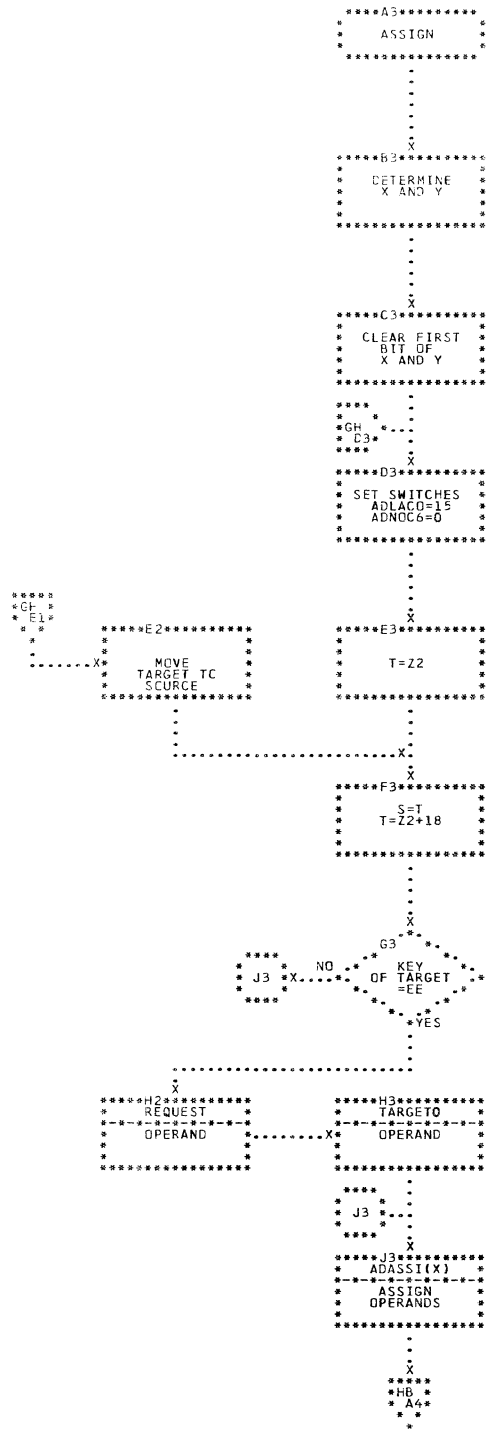 A3
ASSIGN
B3
DETERMINE
X AND Y
C3
CLEAR FIRST
BIT OF
X AND Y
GH
D3
D3
SET SWITCHES
ADLACO=15
ADNOC6=0
GH
E1
E2
MOVE
TARGET TO
SOURCE
E3
T=Z2
F3
S=T
T=Z2+18
G3
KEY
OF TARGET
=EE
NO
J3
YES
H2
REQUEST
OPERAND
H3
TARGETO
OPERAND
J3
J3
ADASSI(X)
ASSIGN
OPERANDS
HB
A4